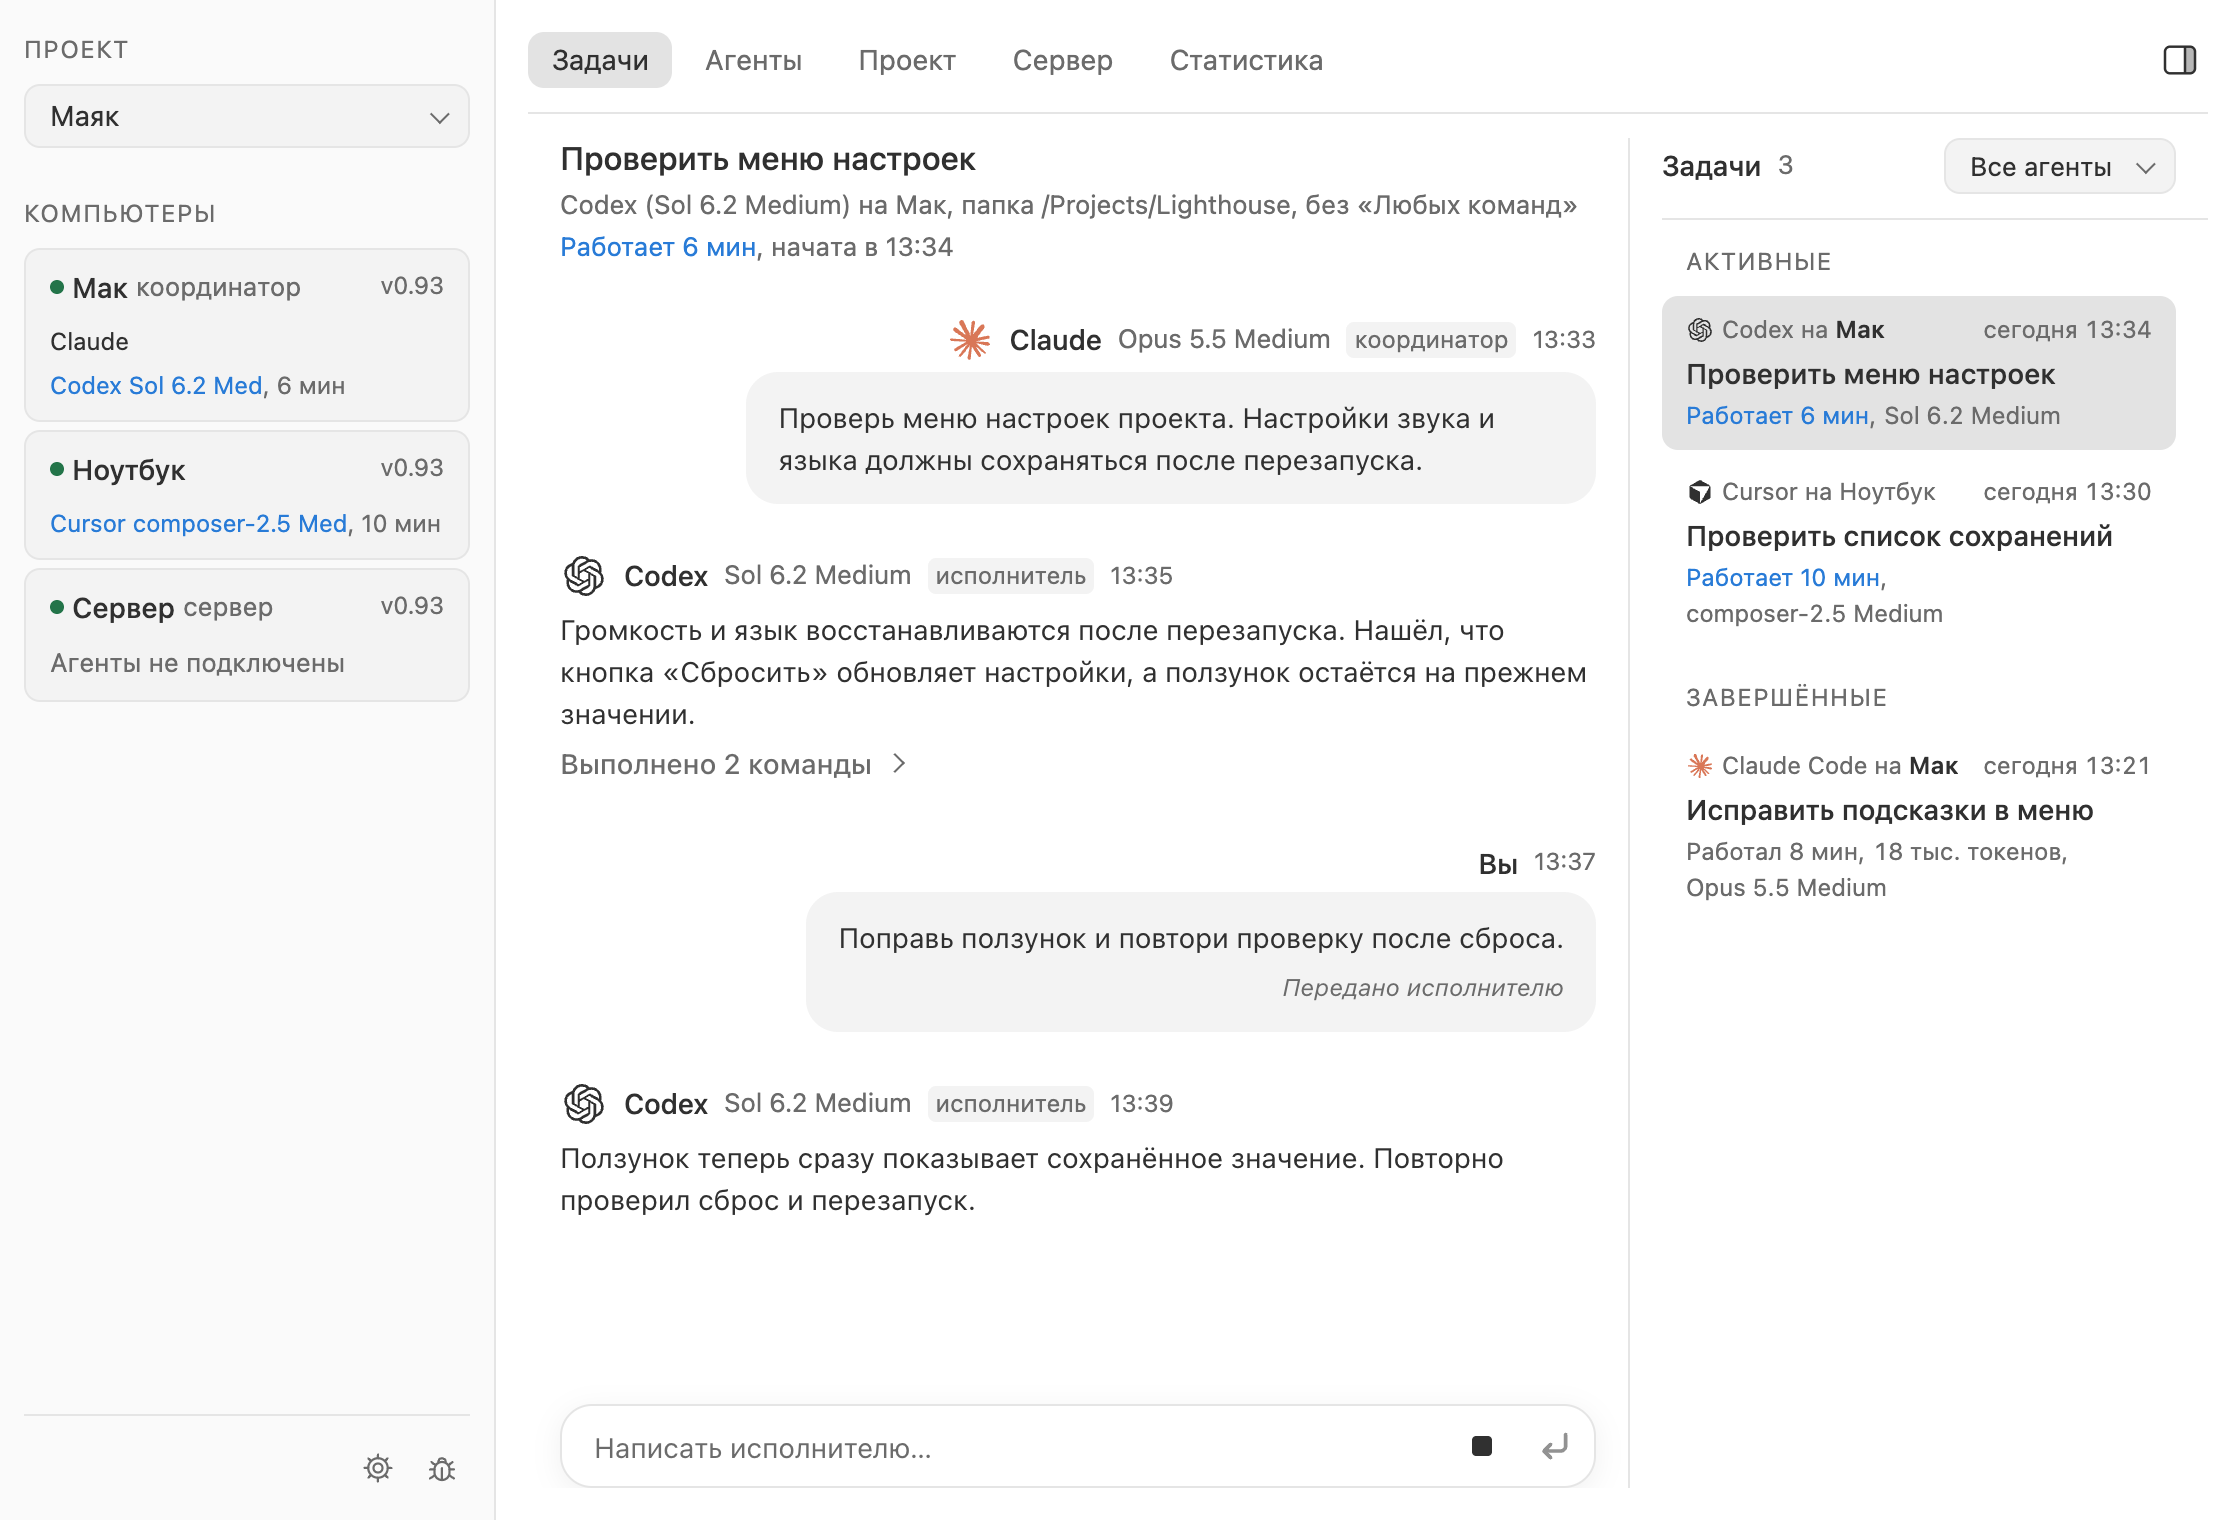 ПРОЕКТ
Маяк
КОМПЬЮТЕРЫ
Мак координатор v0.93
Claude
Codex Sol 6.2 Med, 6 мин
Ноутбук v0.93
Cursor composer-2.5 Med, 10 мин
Сервер сервер v0.93
Агенты не подключены
Задачи Агенты Проект Сервер Статистика
Проверить меню настроек
Codex (Sol 6.2 Medium) на Мак, папка /Projects/Lighthouse, без «Любых команд»
Работает 6 мин, начата в 13:34
Claude Opus 5.5 Medium координатор 13:33
Проверь меню настроек проекта. Настройки звука и
языка должны сохраняться после перезапуска.
Codex Sol 6.2 Medium исполнитель 13:35
Громкость и язык восстанавливаются после перезапуска. Нашёл, что
кнопка «Сбросить» обновляет настройки, а ползунок остаётся на прежнем
значении.
Выполнено 2 команды
Вы 13:37
Поправь ползунок и повтори проверку после сброса.
Передано исполнителю
Codex Sol 6.2 Medium исполнитель 13:39
Ползунок теперь сразу показывает сохранённое значение. Повторно
проверил сброс и перезапуск.
Написать исполнителю...
Задачи 3 Все агенты
АКТИВНЫЕ
Codex на Мак сегодня 13:34
Проверить меню настроек
Работает 6 мин, Sol 6.2 Medium
Cursor на Ноутбук сегодня 13:30
Проверить список сохранений
Работает 10 мин,
composer-2.5 Medium
ЗАВЕРШЁННЫЕ
Claude Code на Мак сегодня 13:21
Исправить подсказки в меню
Работал 8 мин, 18 тыс. токенов,
Opus 5.5 Medium